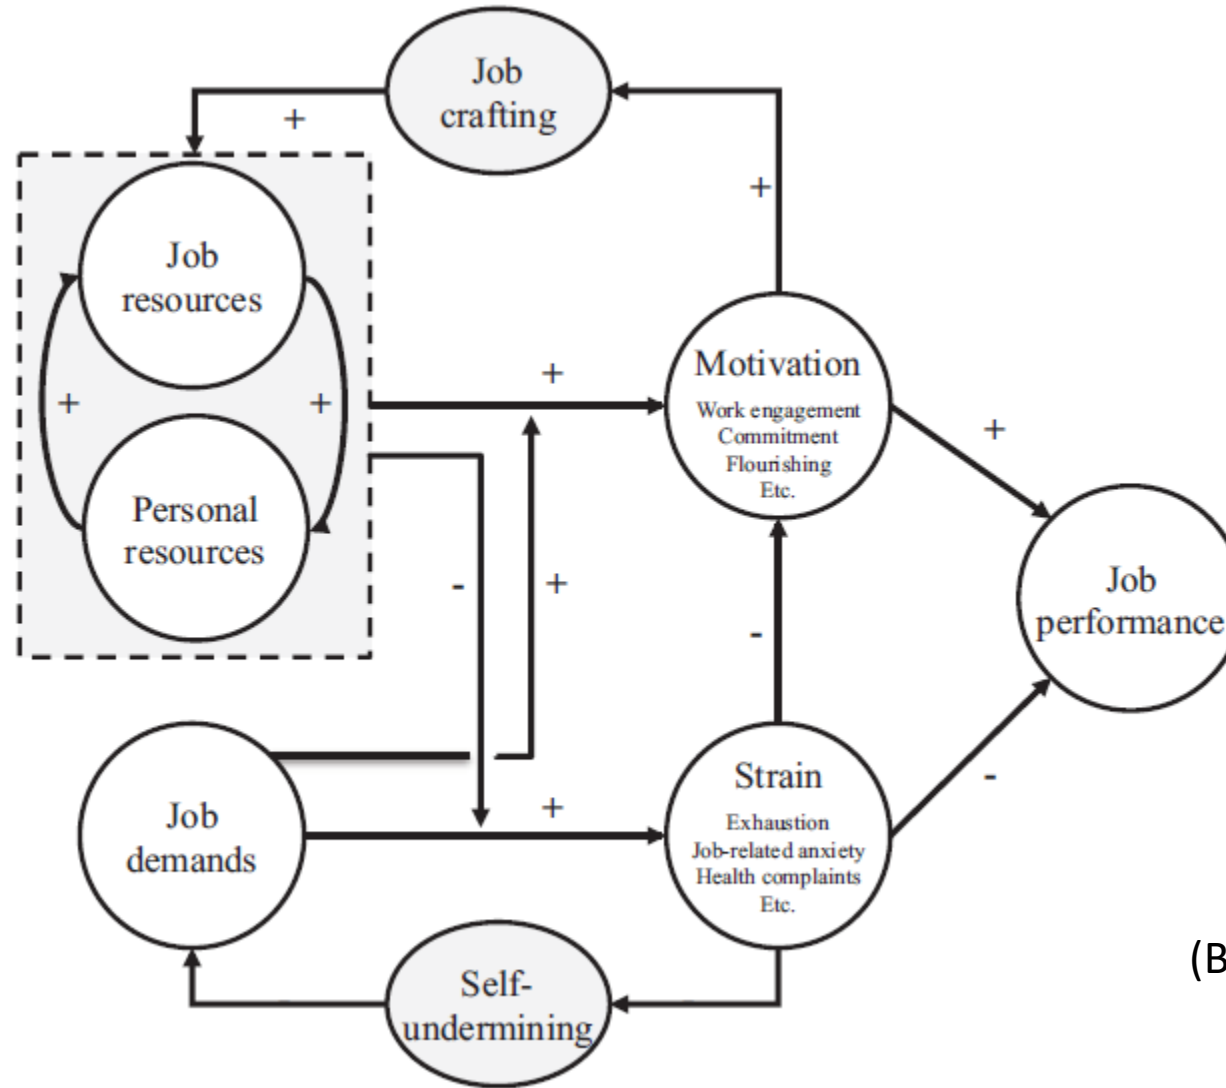 Job
crafting
+
+
Job
resources
+
+
+
Motivation
Work engagement
Commitment
Flourishing
Etc.
+
Personal
resources
-
+
Job
performance
-
Job
demands
+
Strain
Exhaustion
Job-related anxiety
Health complaints
Etc.
-
Self-
undermining
(B